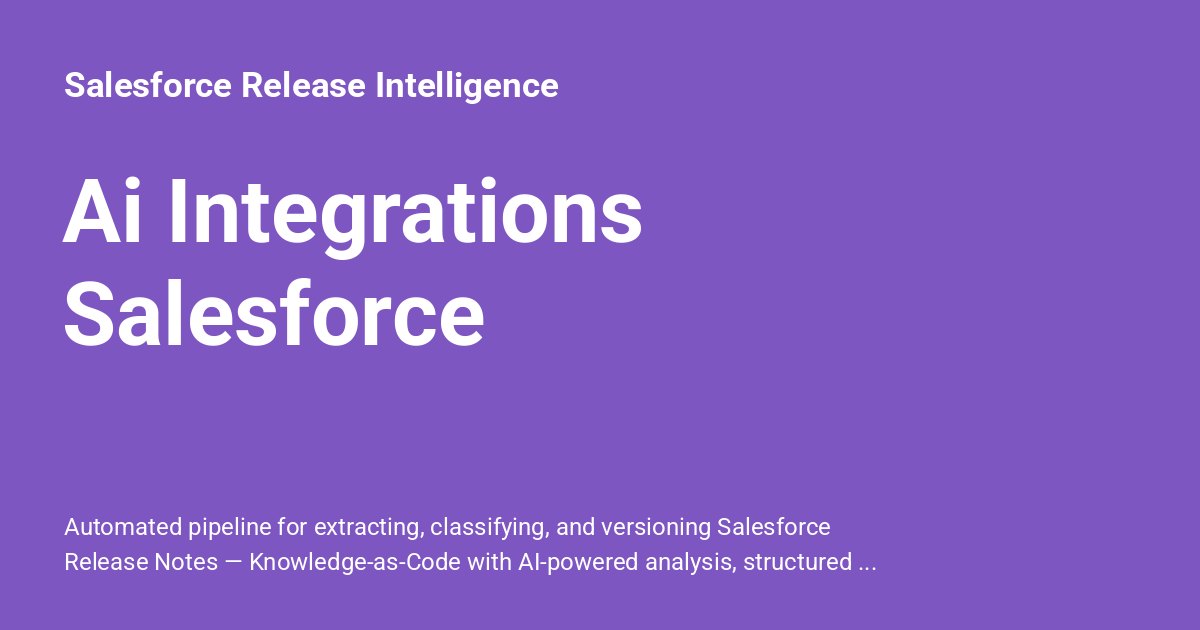 Salesforce Release Intelligence
Ai Integrations
Salesforce
Automated pipeline for extracting, classifying, and versioning Salesforce
Release Notes — Knowledge-as-Code with AI-powered analysis, structured ...